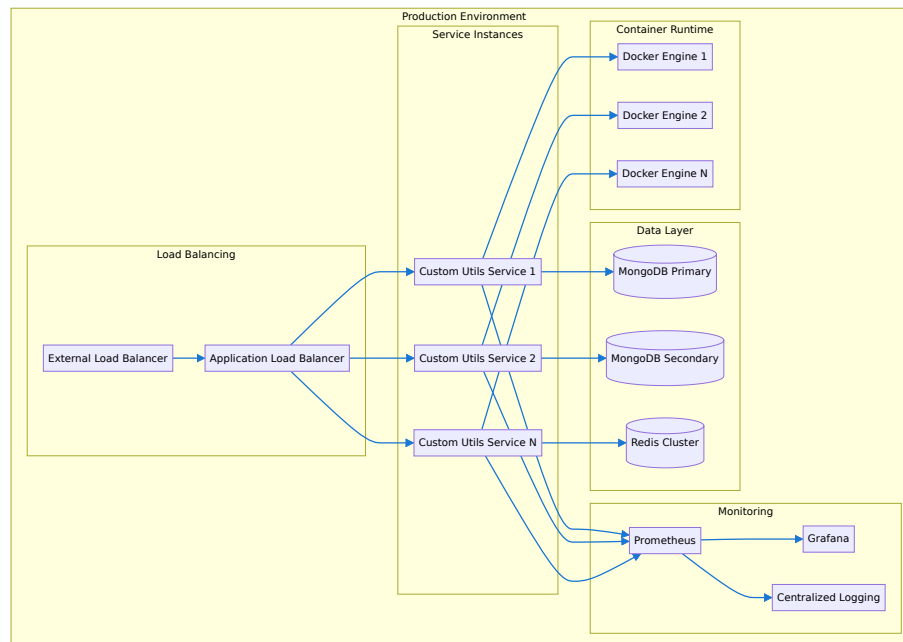 Production Environment
Service Instances
Container Runtime
Docker Engine 1
Docker Engine 2
Docker Engine N
Data Layer
Load Balancing
MongoDB Primary
Custom Utils Service 1
External Load Balancer
Application Load Balancer
Custom Utils Service 2
MongoDB Secondary
Custom Utils Service N
Redis Cluster
Monitoring
Prometheus
Grafana
Centralized Logging